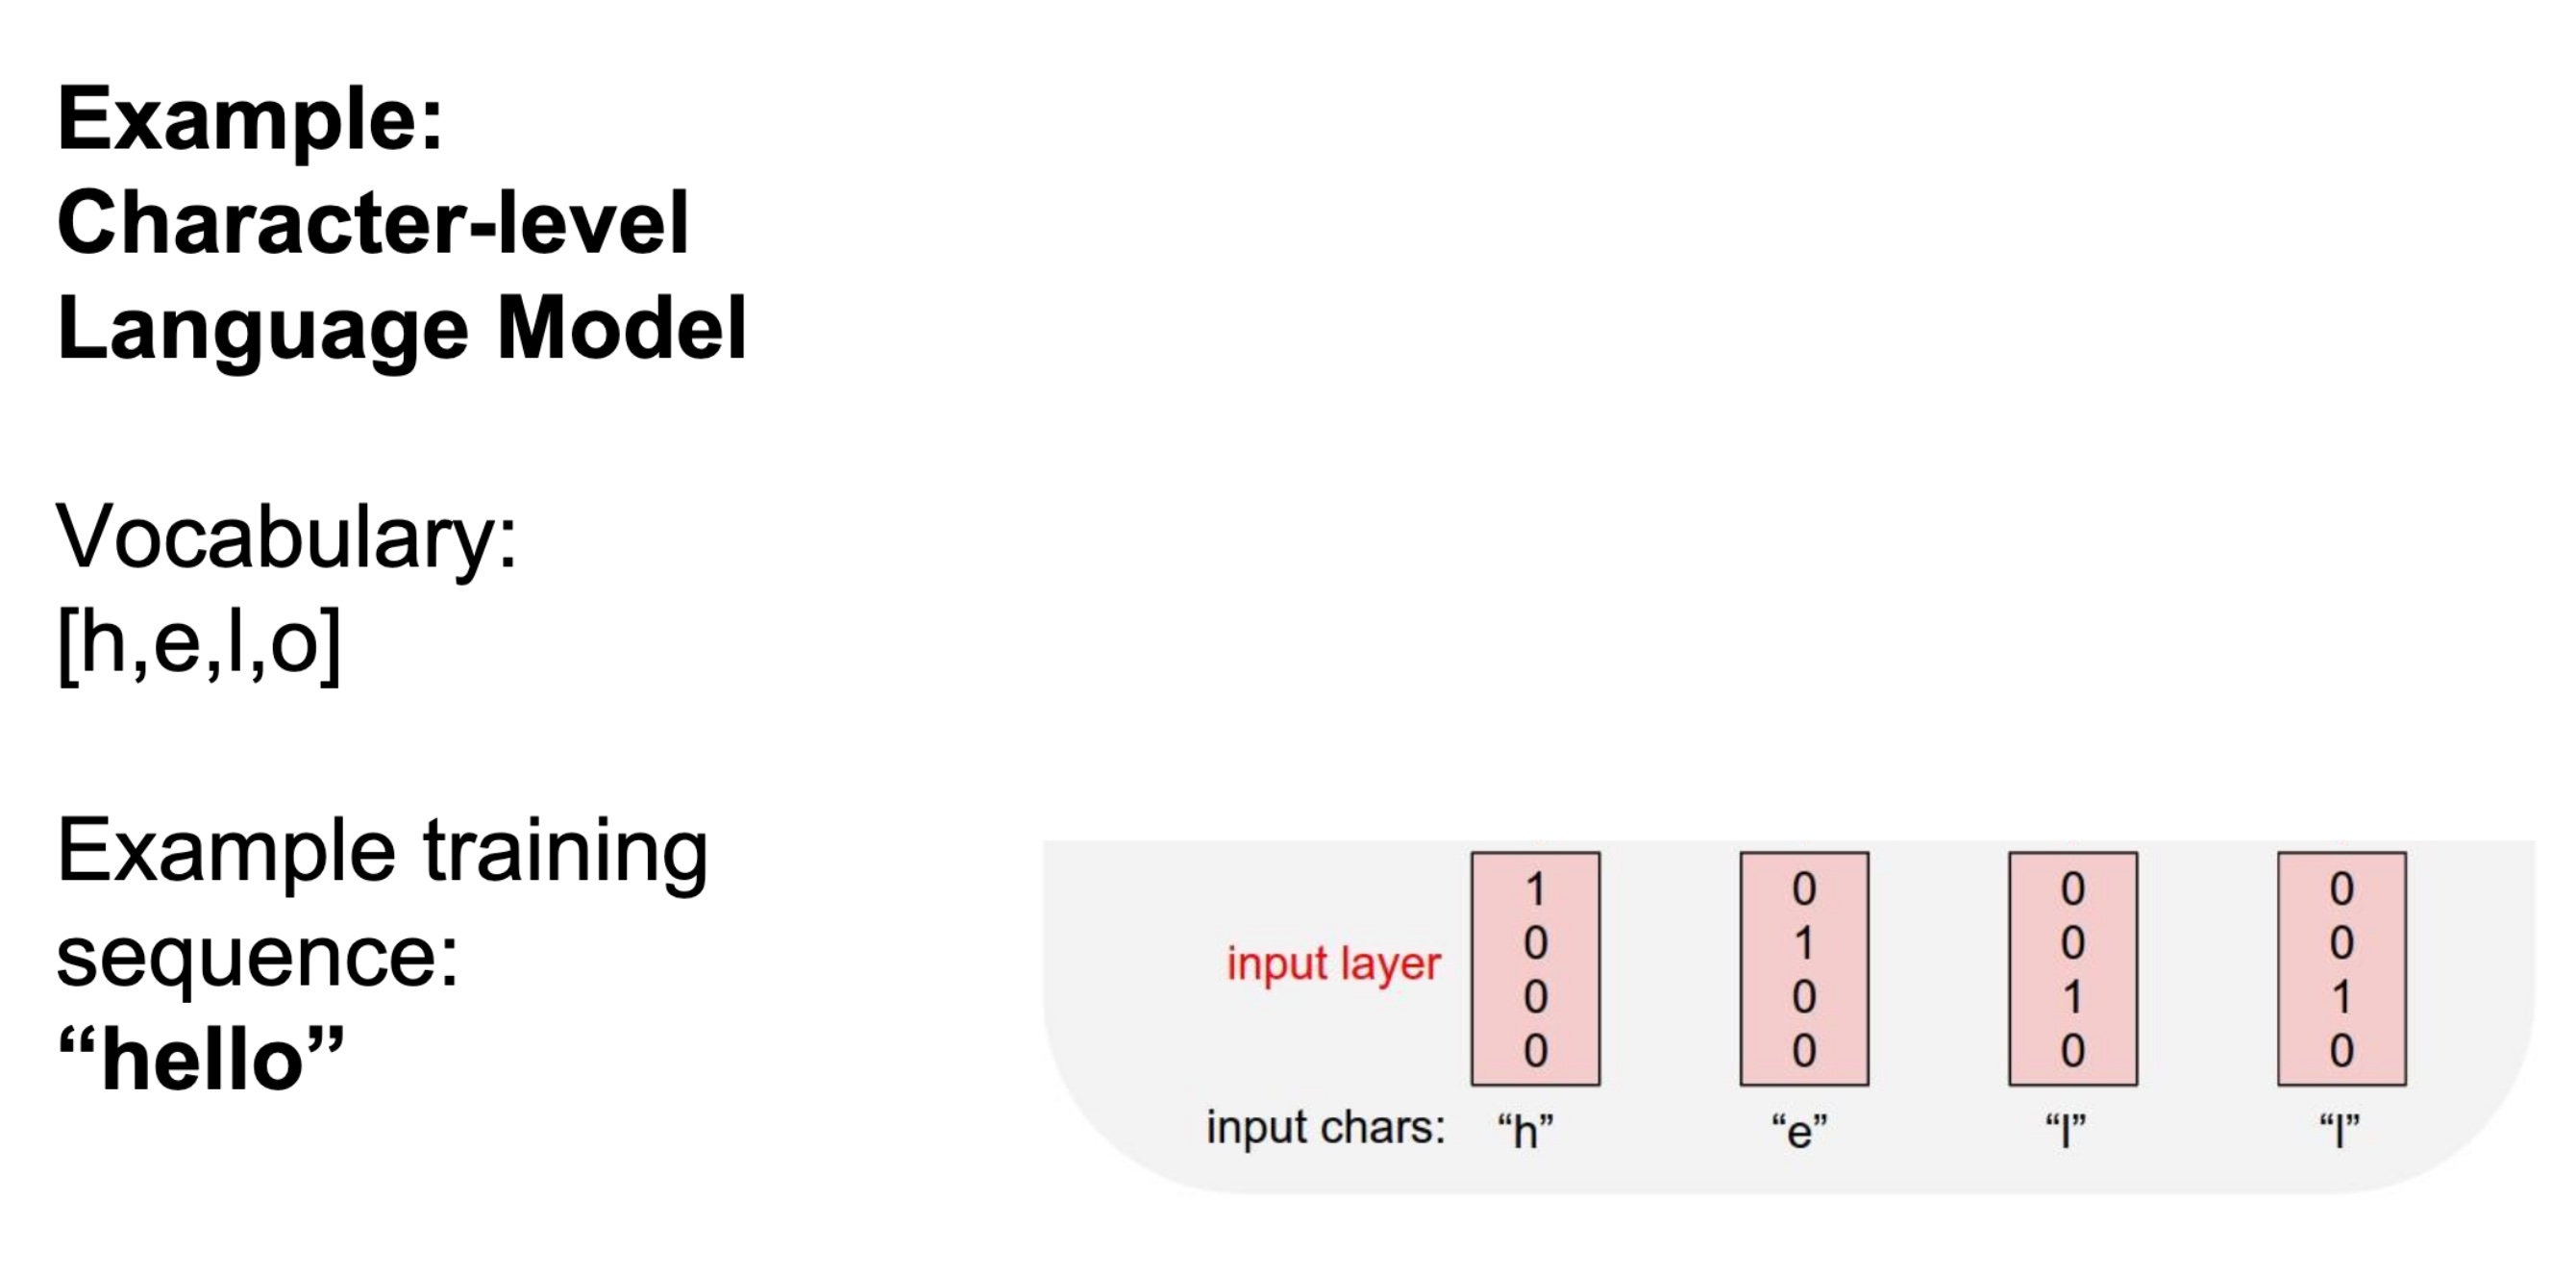 Example:
Character-level
Language Model
Vocabulary:
[h,e,l,o]
Example training
sequence:
“hello”
input layer
1 0 0 0
0 1 0 0
0 0 1 1
0 0 0 0
input chars: “h” “e” “l” “l”